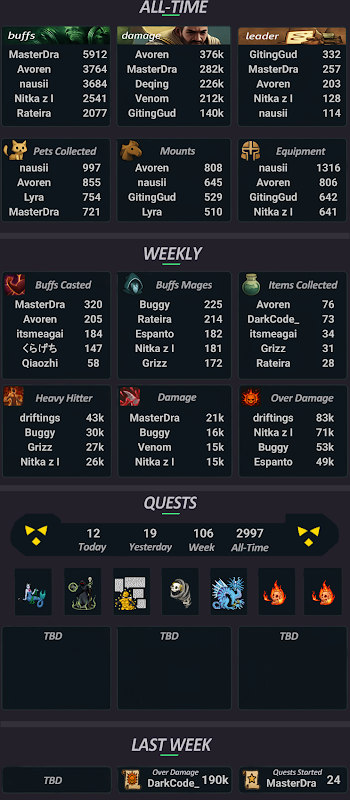 ALL-TIME
buffs damage leader
MasterDra 5912 Avoren 376k GitingGud 332
Avoren 3764 MasterDra 282k MasterDra 257
nausii 3684 Deqing 226k Avoren 203
Nitka z l 2541 Venom 212k Nitka z l 128
Rateira 2077 GitingGud 140k nausii 114
Pets Collected Mounts Equipment
nausii 997 Avoren 808 nausii 1316
Avoren 855 nausii 645 Avoren 806
Lyra 754 GitingGud 529 GitingGud 642
MasterDra 721 Lyra 510 Nitka z l 641
WEEKLY
Buffs Casted Buffs Mages Items Collected
MasterDra 320 Buggy 225 Avoren 76
Avoren 205 Rateira 214 DarkCode_ 73
itsmeagai 184 Espanto 182 itsmeagai 34
くらげち 147 Nitka z l 181 Grizz 31
Qiaozhi 58 Grizz 172 Rateira 28
Heavy Hitter Damage Over Damage
driftings 43k MasterDra 21k driftings 83k
Buggy 30k Buggy 16k Nitka z l 71k
Grizz 27k Venom 15k Buggy 53k
Nitka z l 26k Nitka z l 15k Espanto 49k
QUESTS
12 19 106 2997
Today Yesterday Week All-Time
TBD TBD TBD
LAST WEEK
TBD Over Damage Quests Started
DarkCode_ 190k MasterDra 24